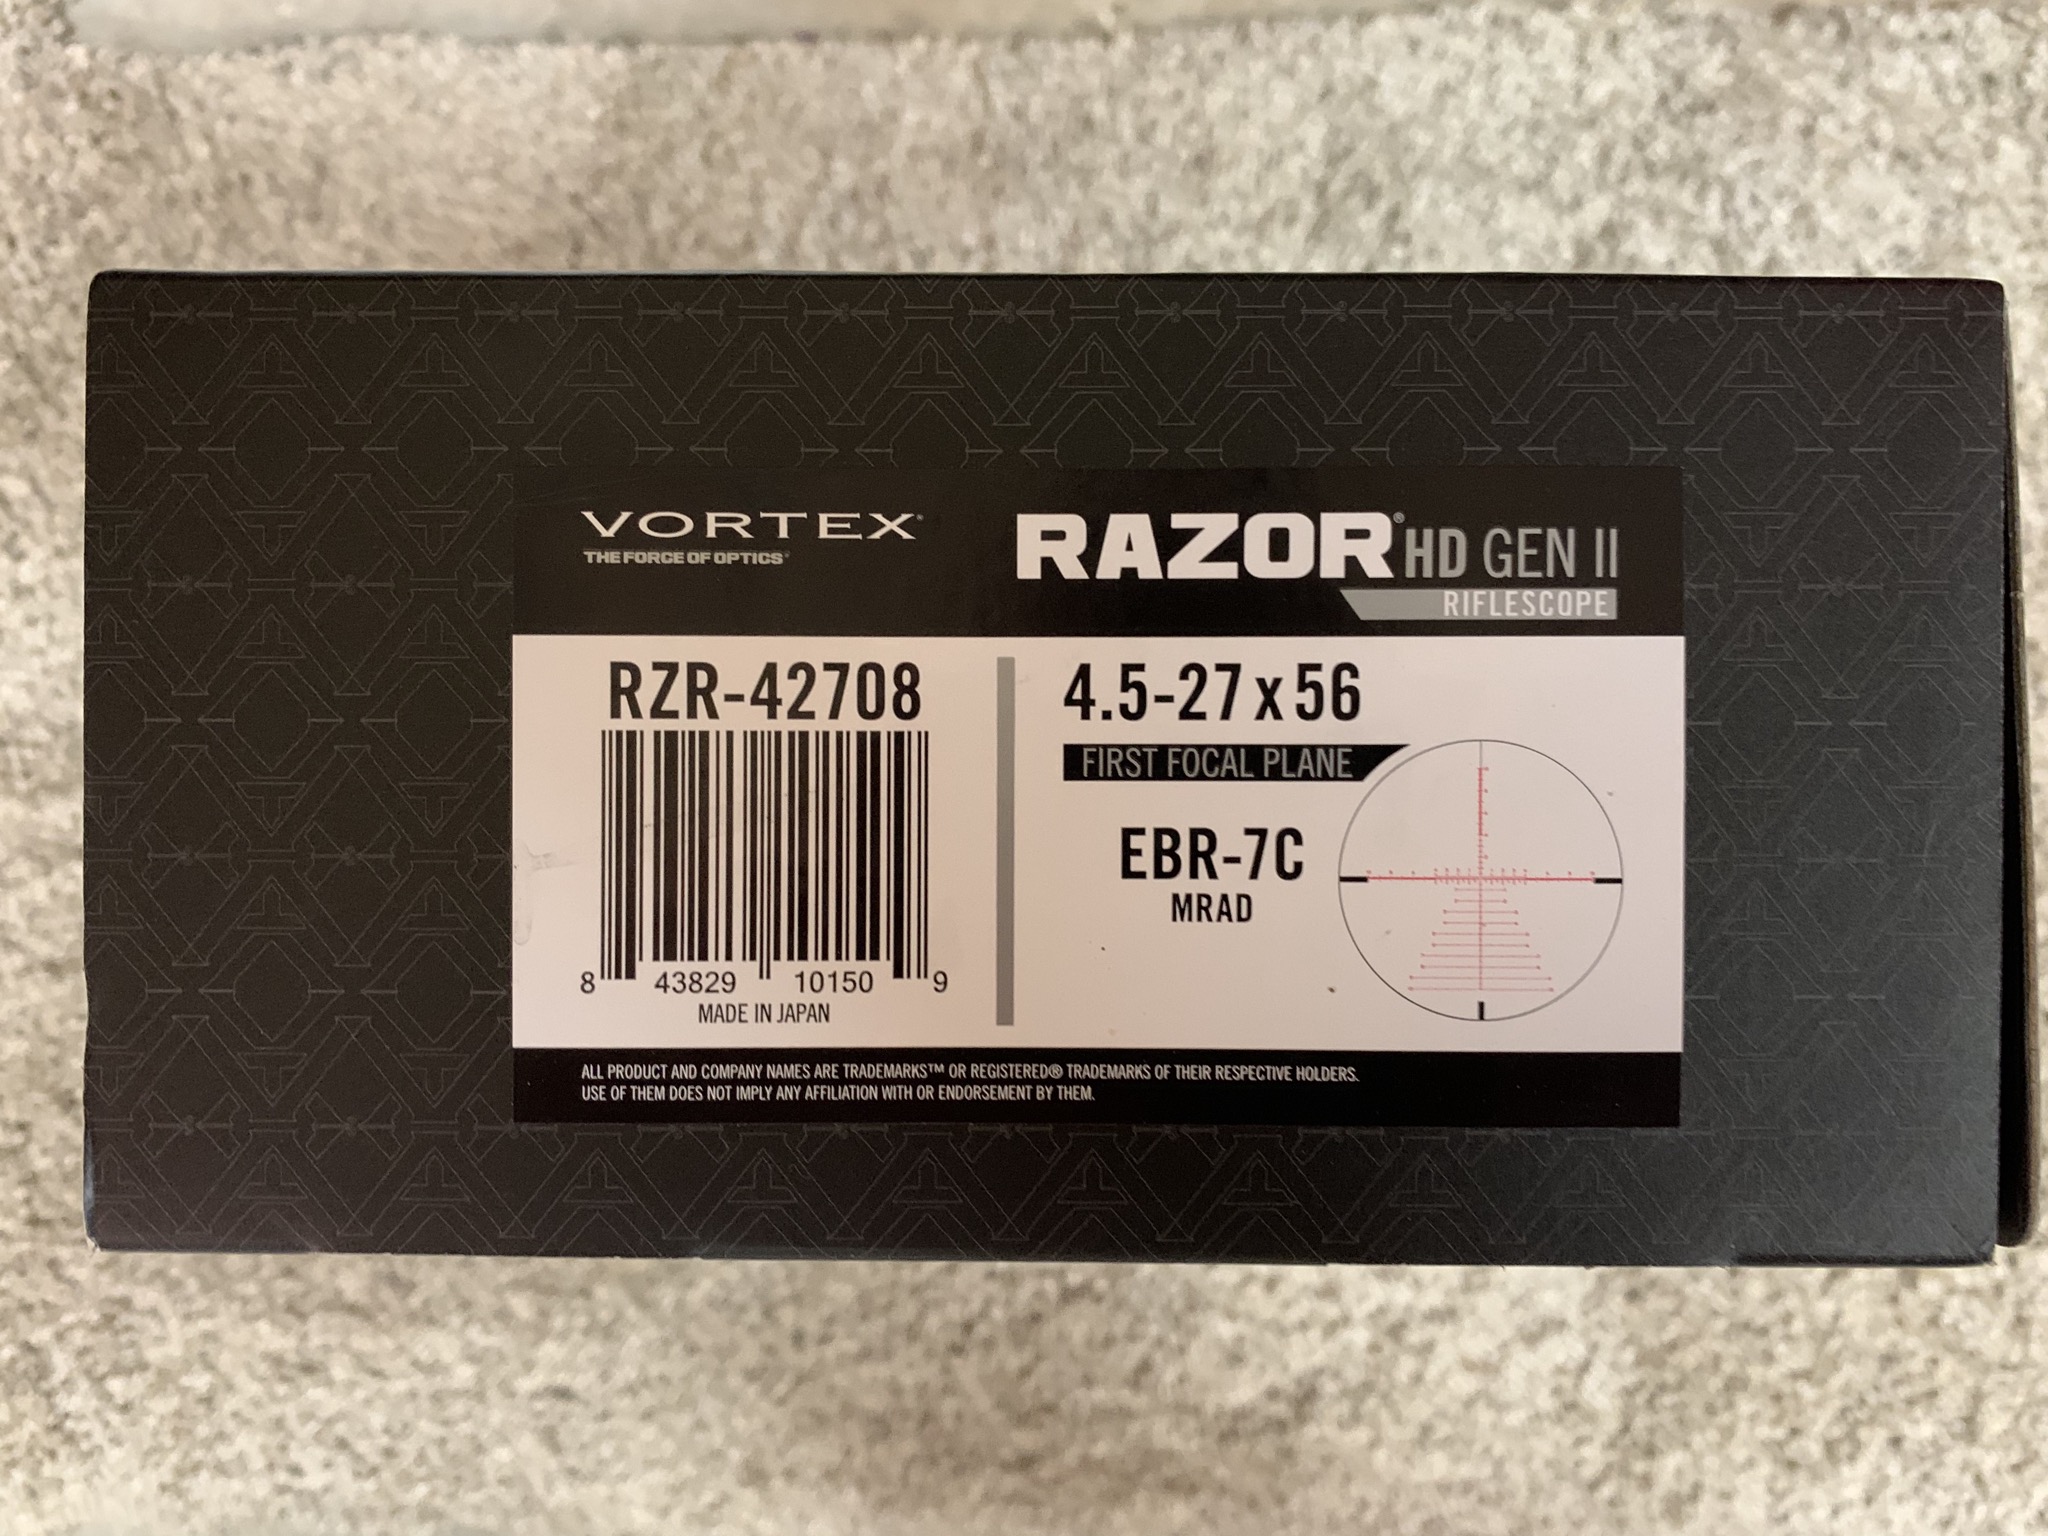 VORTEX®
THE FORCE OF OPTICS®
RAZOR® HD GEN II
RIFLESCOPE
RZR-42708
8 43829 10150 9
MADE IN JAPAN
4.5-27x56
FIRST FOCAL PLANE
EBR-7C
MRAD
ALL PRODUCT AND COMPANY NAMES ARE TRADEMARKS™ OR REGISTERED® TRADEMARKS OF THEIR RESPECTIVE HOLDERS.
USE OF THEM DOES NOT IMPLY ANY AFFILIATION WITH OR ENDORSEMENT BY THEM.